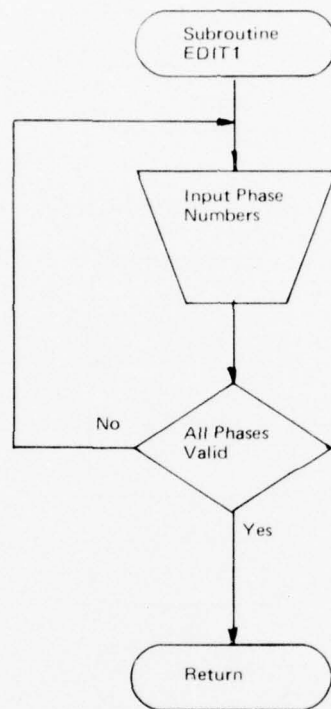 Subroutine
EDIT1
Input Phase
Numbers
No
All Phases
Valid
Yes
Return